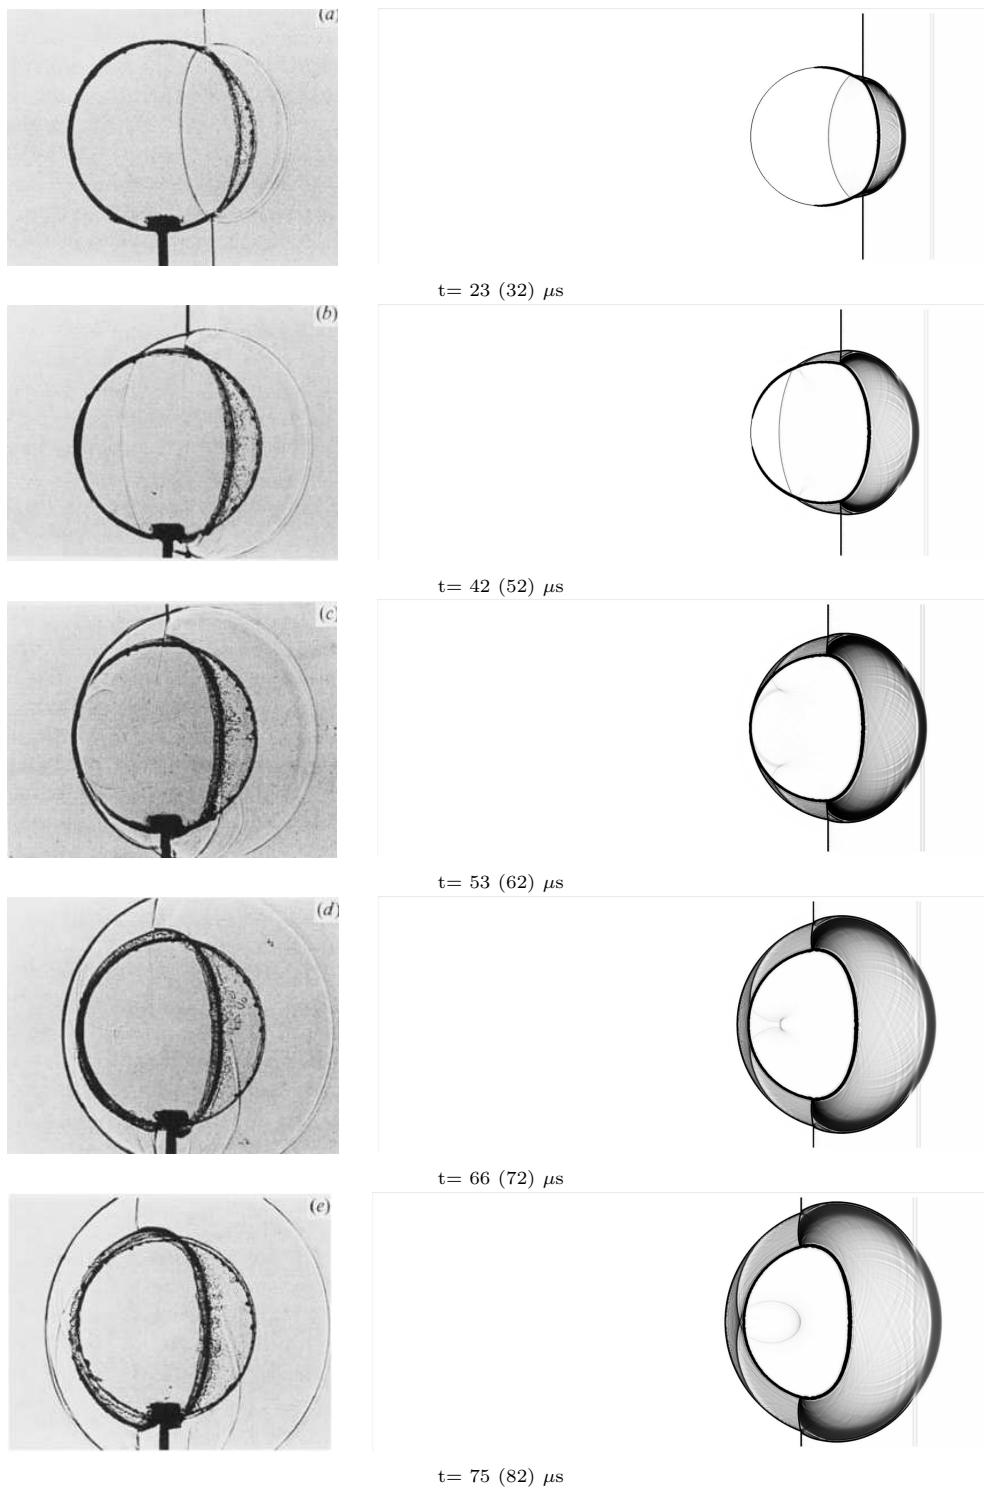 (a)
t= 23 (32) μs
(b)
t= 42 (52) μs
(c)
t= 53 (62) μs
(d)
t= 66 (72) μs
(e)
t= 75 (82) μs